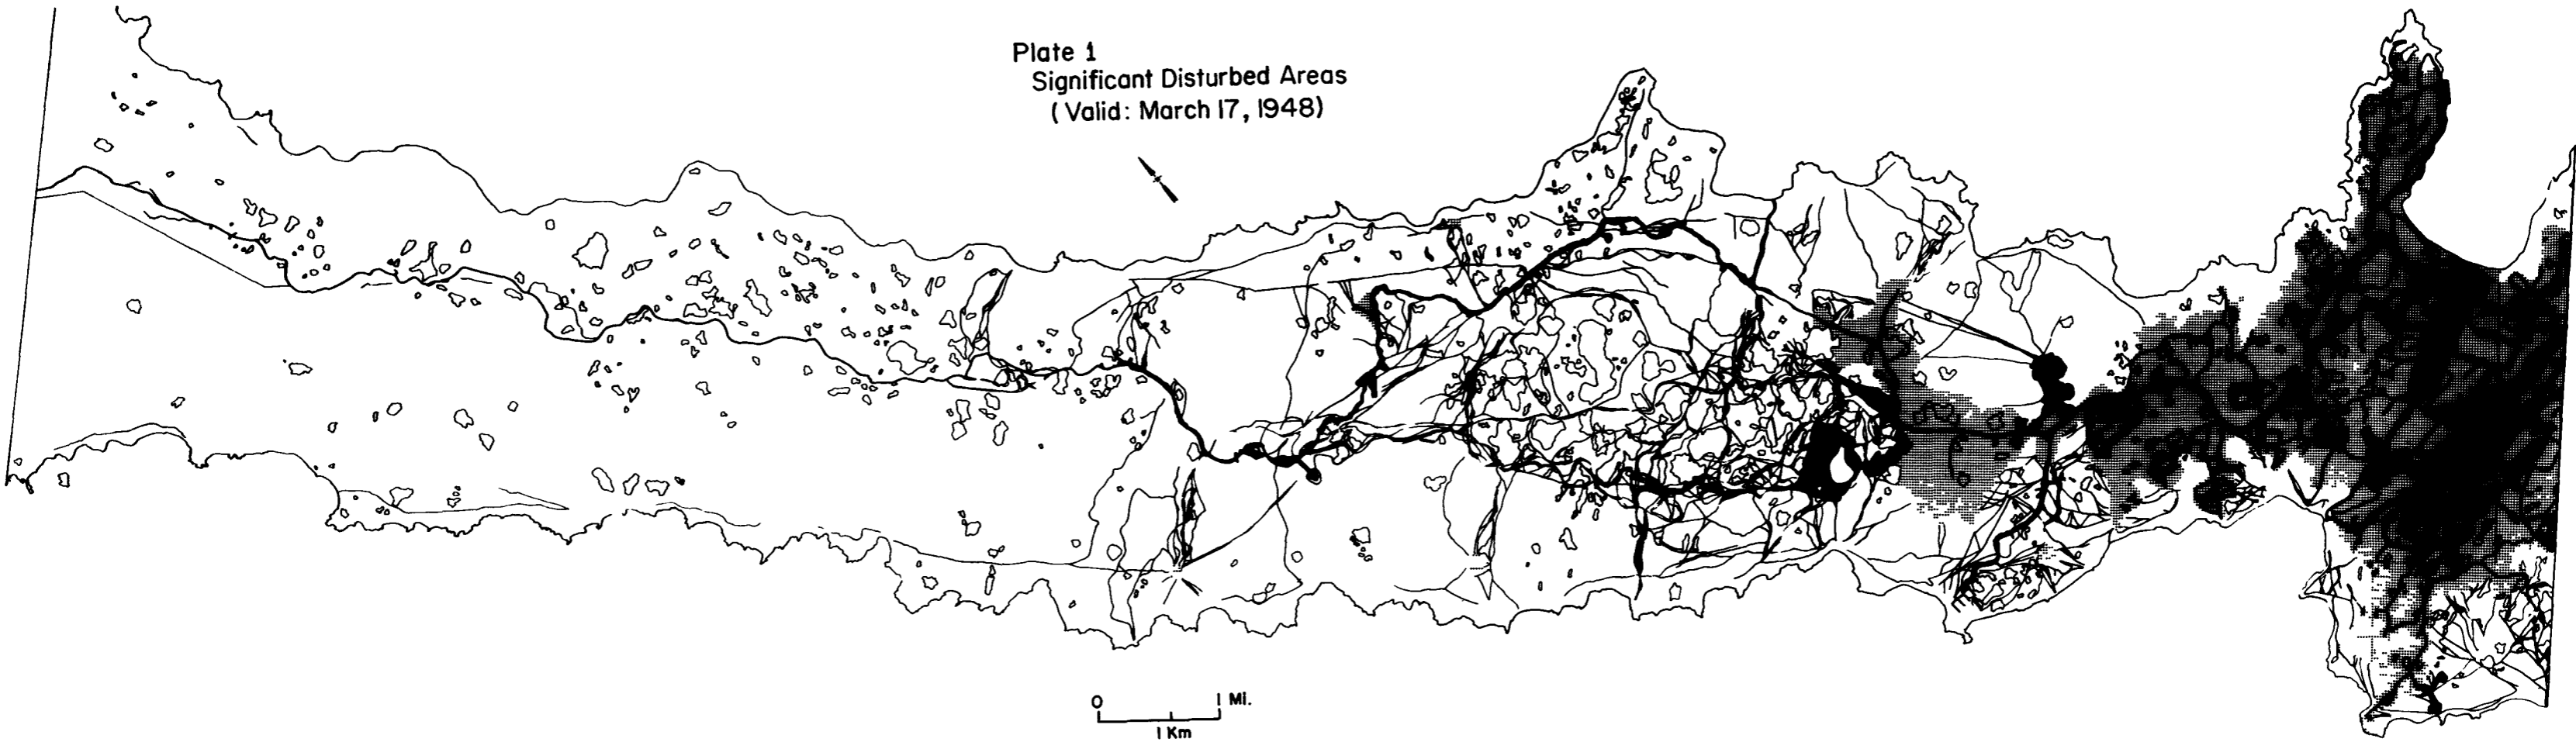 Plate 1
Significant Disturbed Areas
(Valid: March 17, 1948)
0 1 Mi.
1 Km